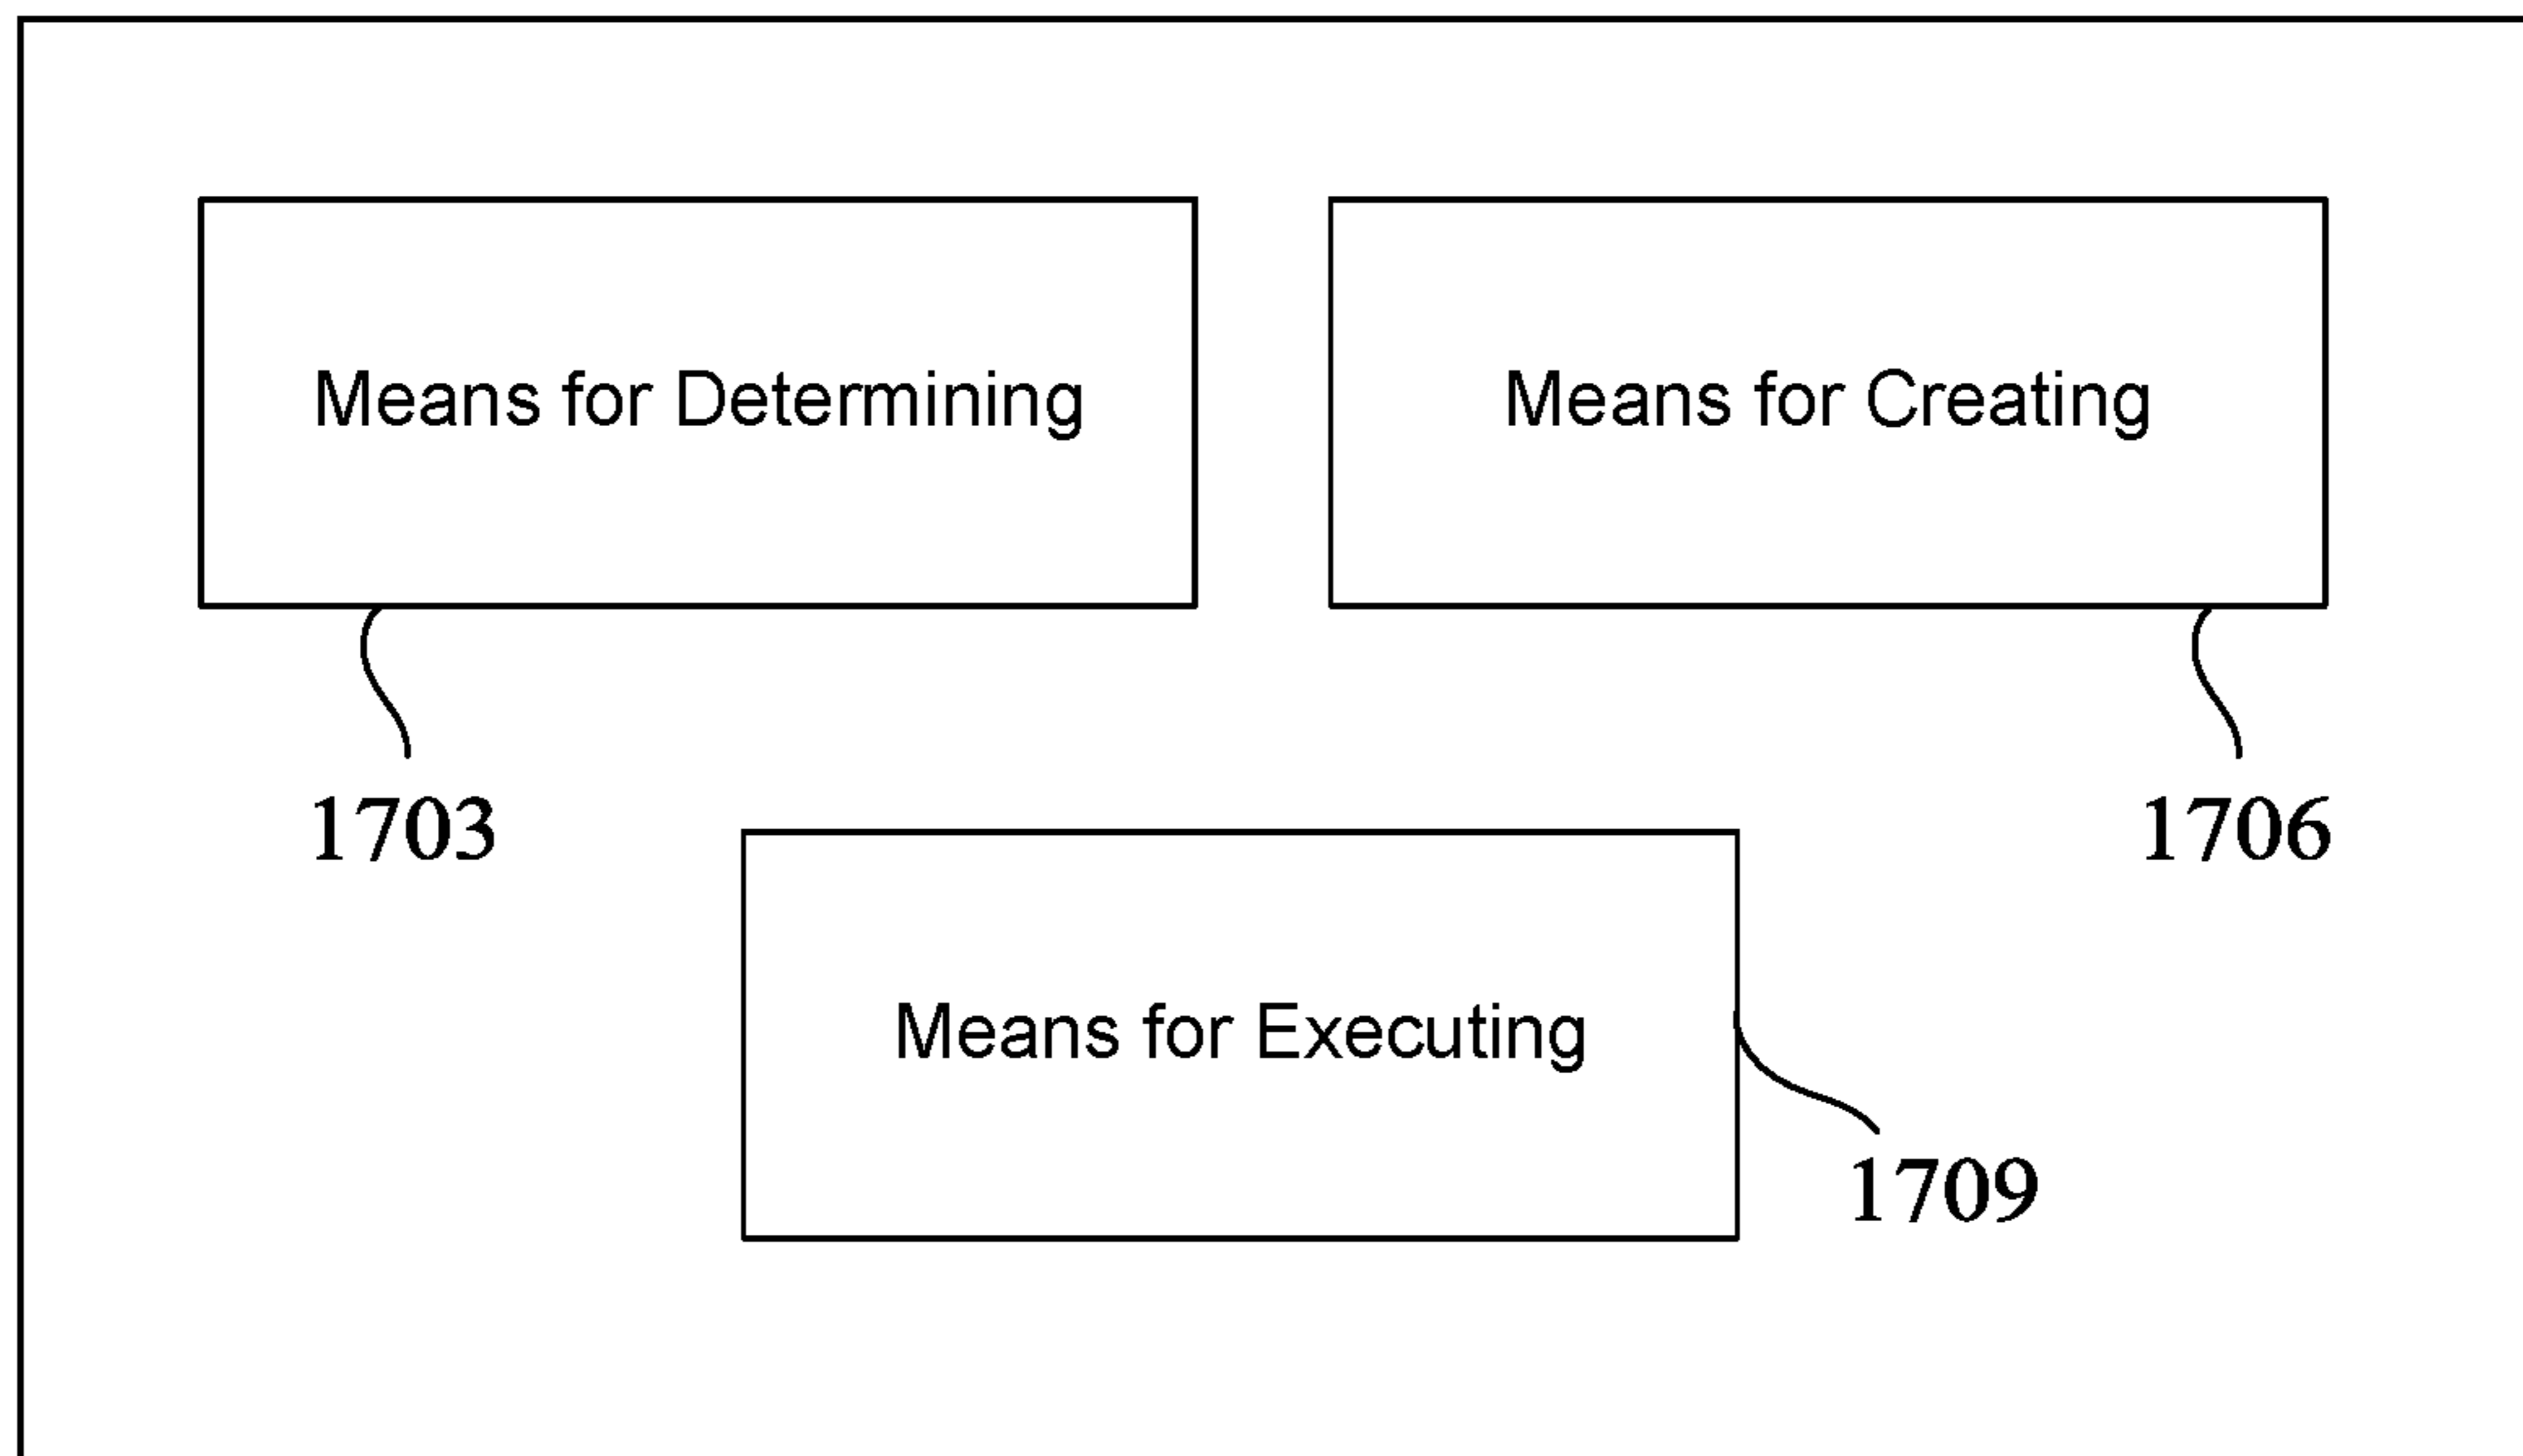 Means for Determining
Means for Creating
1703
1706
Means for Executing
1709